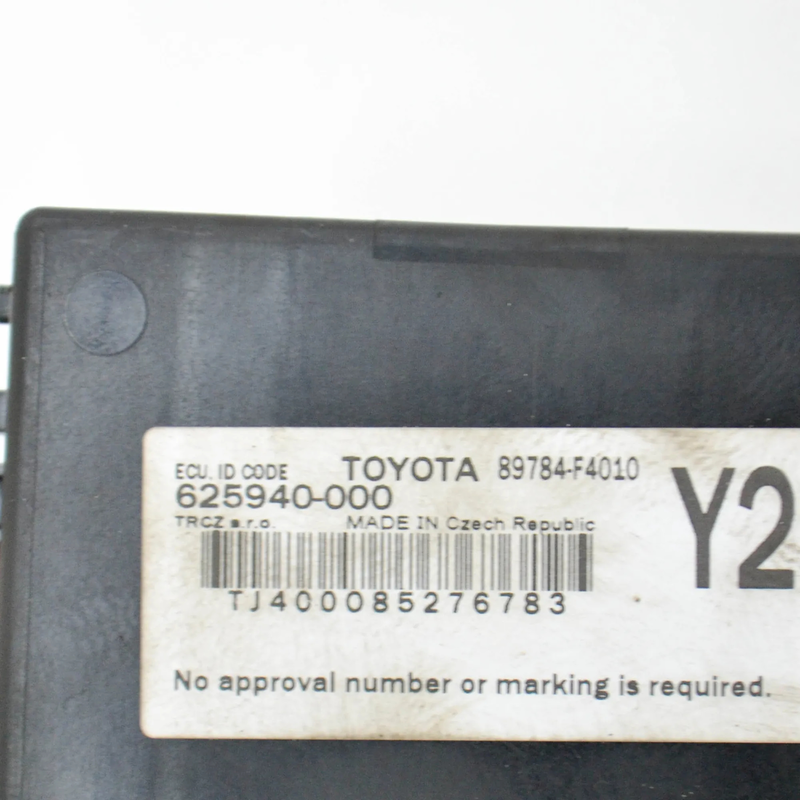 ECU. ID CODE TOYOTA 89784-F4010
625940-000
Y2
TRCZ s.r.o. MADE IN Czech Republic
TJ400085276783
No approval number or marking is required.